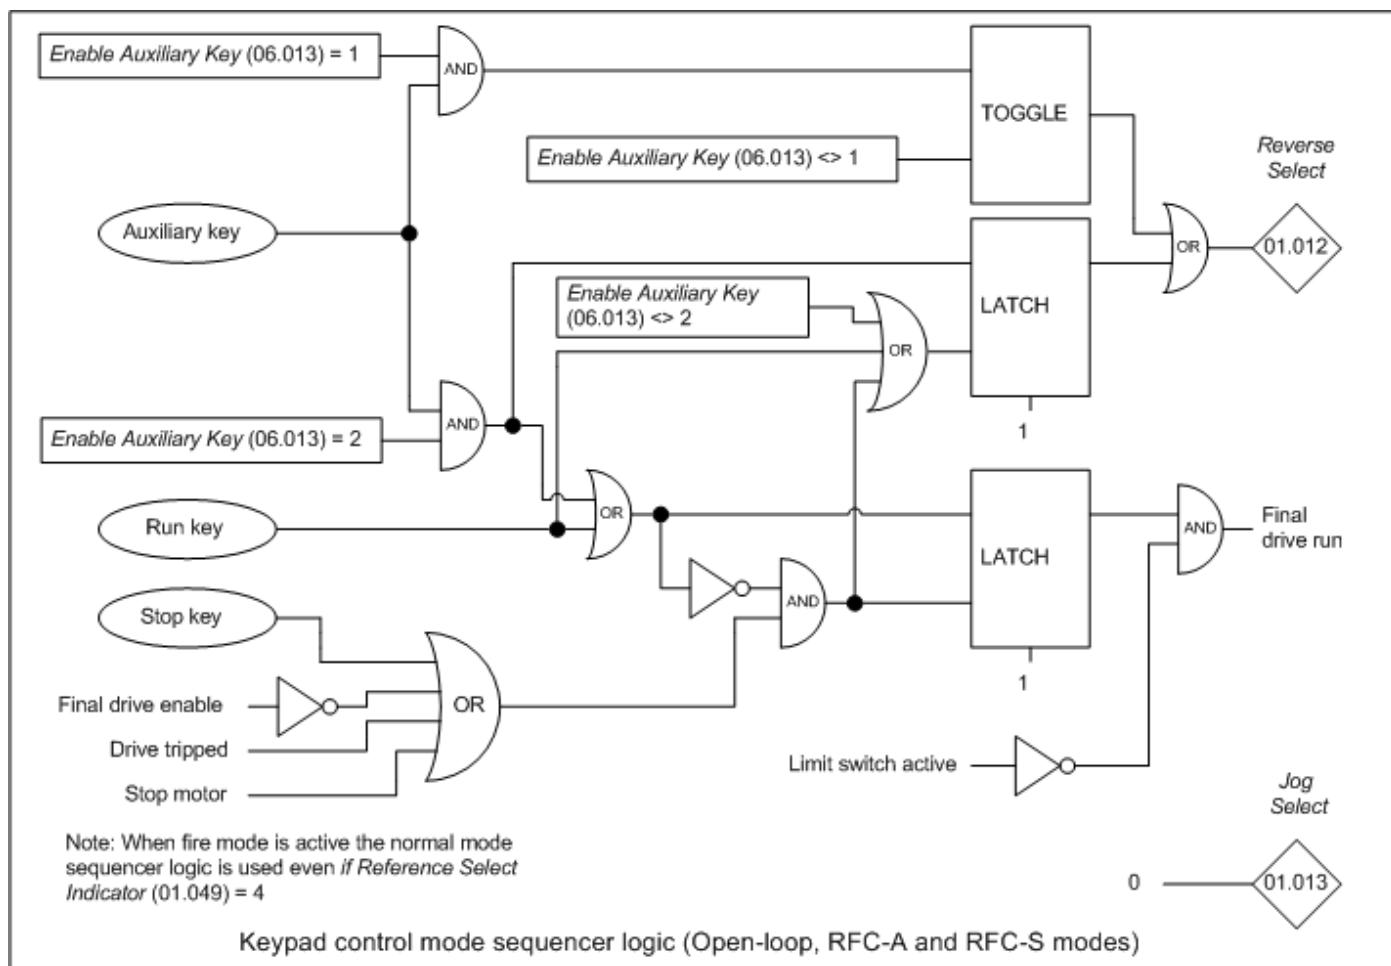 Enable Auxiliary Key (06.013) = 1
AND
TOGGLE
Enable Auxiliary Key (06.013) <> 1
Reverse
Select
Auxiliary key
OR
01.012
Enable Auxiliary Key
(06.013) <> 2
LATCH
OR
AND
1
Enable Auxiliary Key (06.013) = 2
Run key
OR
LATCH
AND
Final
drive run
Stop key
AND
1
Final drive enable
OR
Drive tripped
Limit switch active
Stop motor
Jog
Select
Note: When fire mode is active the normal mode
sequencer logic is used even if Reference Select
Indicator (01.049) = 4
0
01.013
Keypad control mode sequencer logic (Open-loop, RFC-A and RFC-S modes)